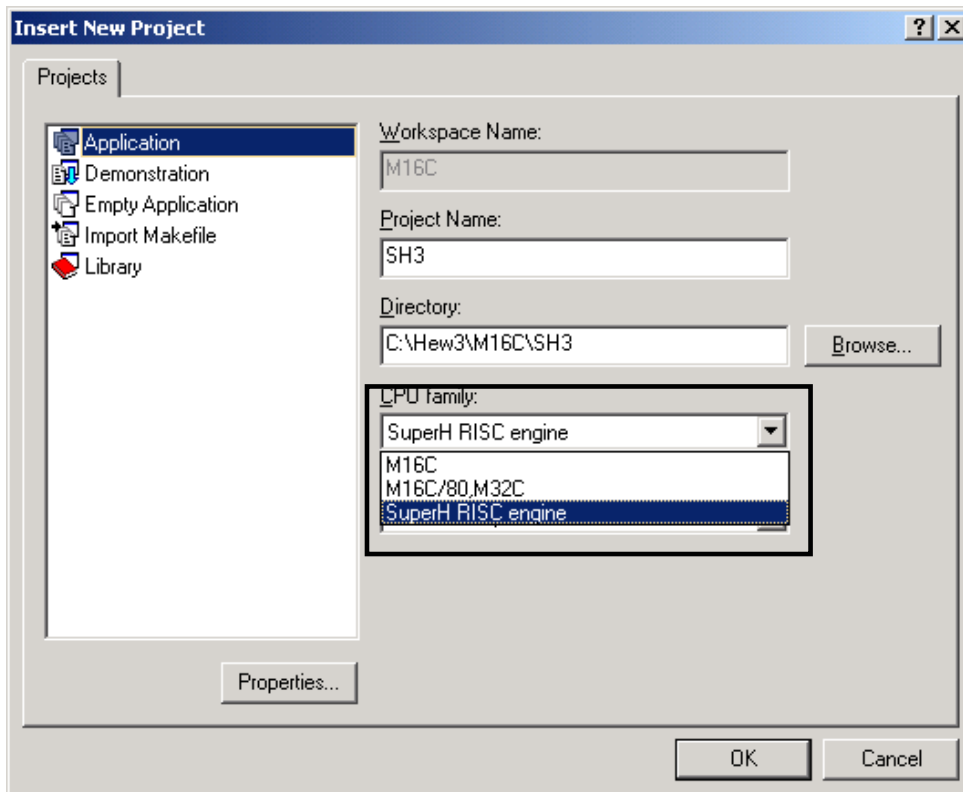 Insert New Project
Projects
Application
Demonstration
Empty Application
Import Makefile
Library
Properties...
Workspace Name:
M16C
Project Name:
SH3
Directory:
C:\Hew3\M16C\SH3
Browse...
CPU family:
SuperH RISC engine
M16C
M16C/80,M32C
SuperH RISC engine
OK
Cancel